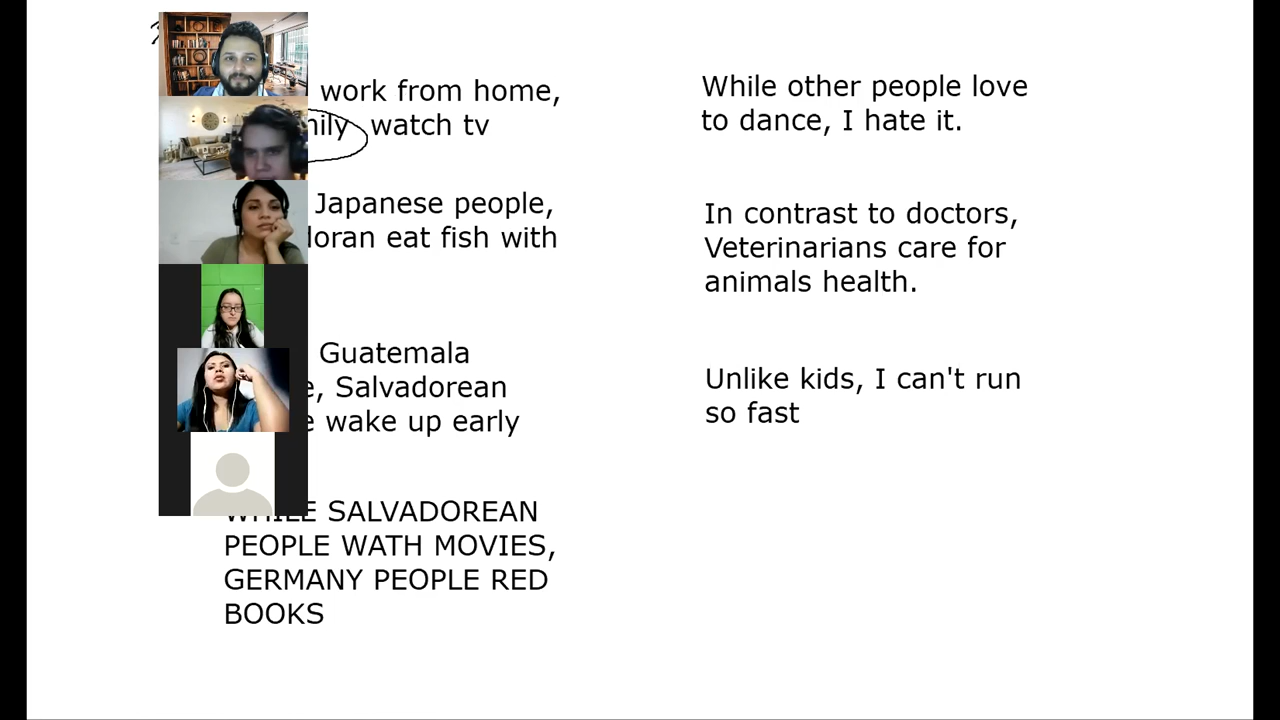 work from home,
watch tv
Japanese people,
eat fish with
Guatemala
Salvadorean
wake up early
WHILE SALVADOREAN
PEOPLE WATH MOVIES,
GERMANY PEOPLE RED
BOOKS
While other people love
to dance, I hate it.
In contrast to doctors,
Veterinarians care for
animals health.
Unlike kids, I can't run
so fast